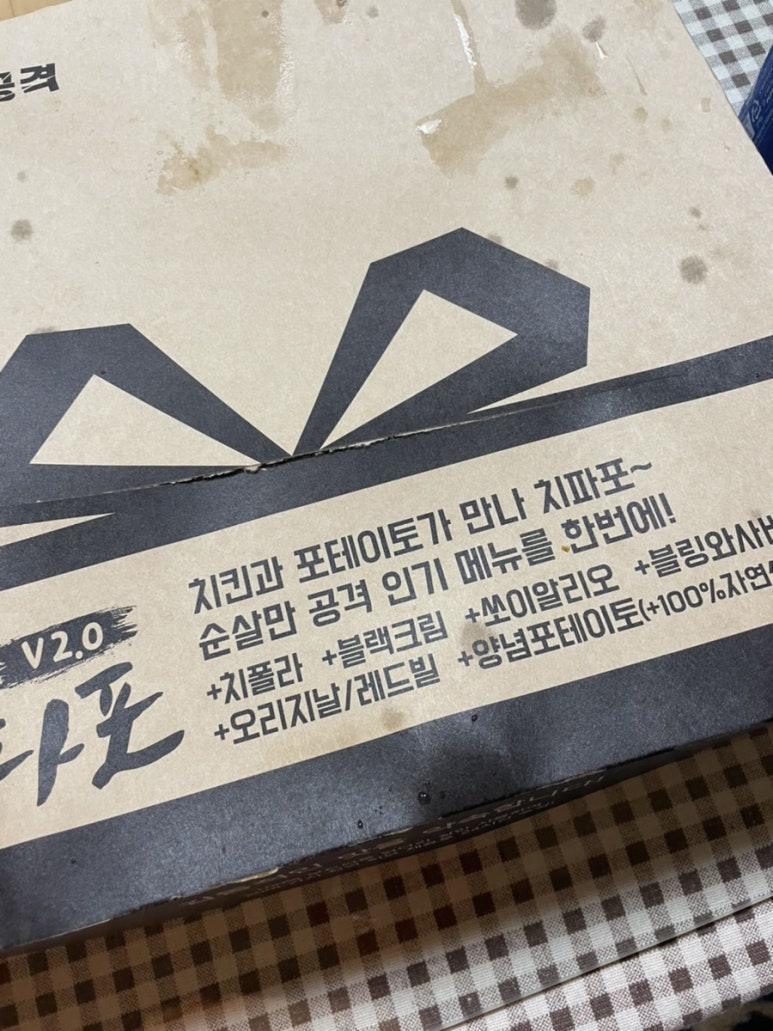 공격
치킨과 포테이토가 만나 치파포~
순살만 공격 인기 메뉴를 한번에!
+치폴라 +블랙크림 +쏘이알리오 +블링와사비
+오리지날/레드빌 +양념포테이토(+100%자연
V2.0
파포